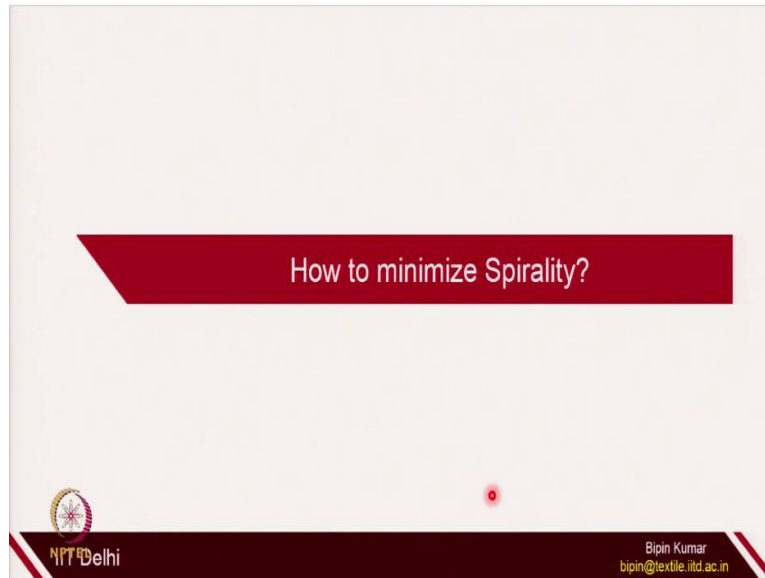 How to minimize Spirality?
NPTEL
IIT Delhi
Bipin Kumar
bipin@textile.iitd.ac.in